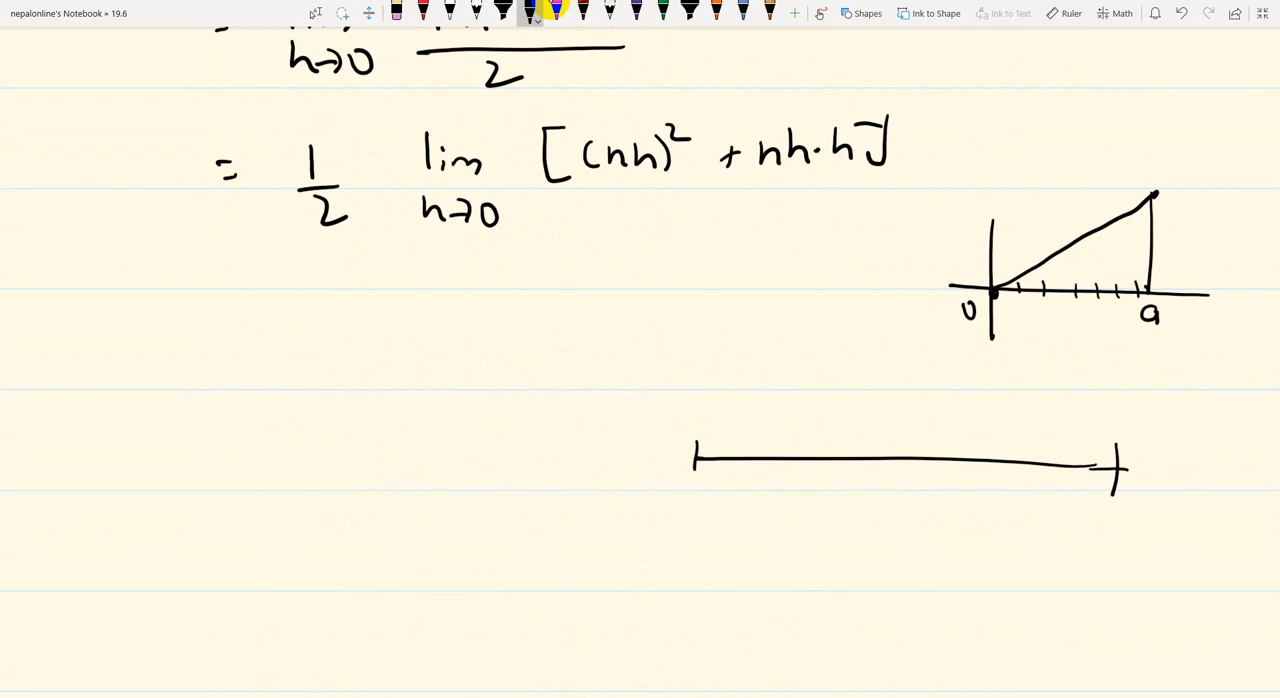 nepalonline's Notebook » 19.6
Shapes Ink to Shape Ink to Text Ruler Math
h→0 2
= 1/2 lim h→0 [(nh)² + nh·h]
0 a